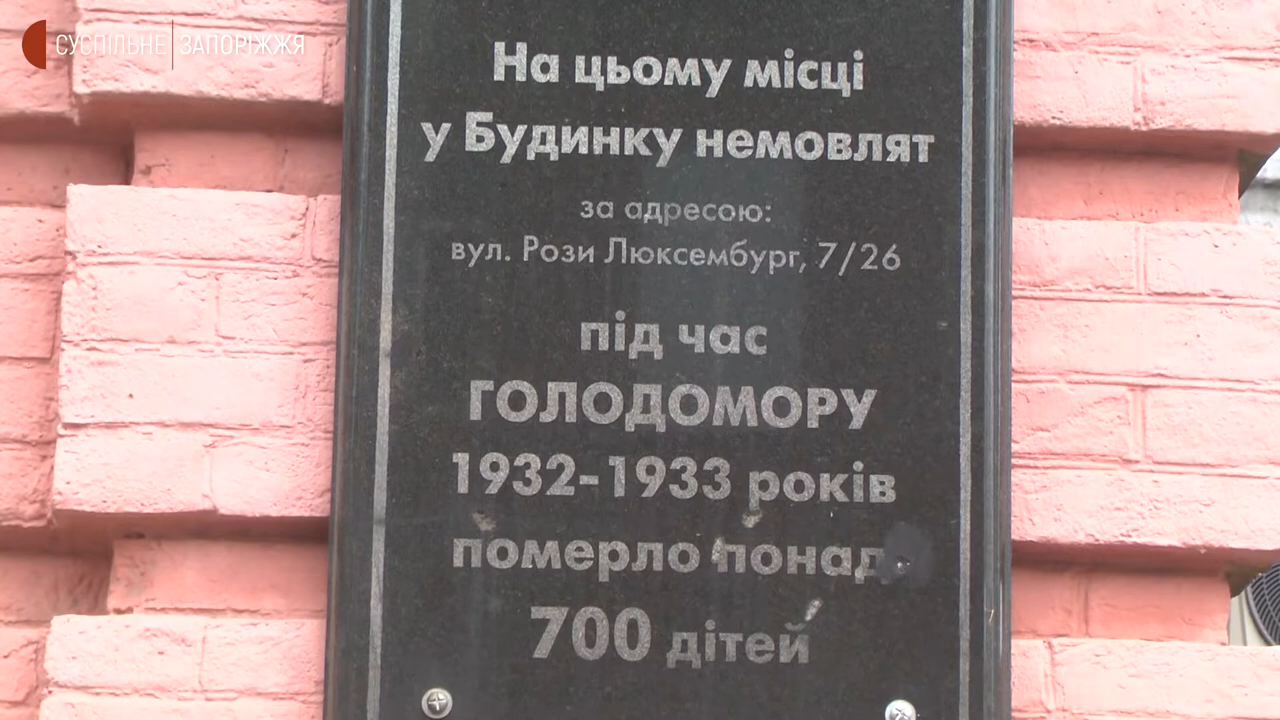 СУСПІЛЬНЕ ЗАПОРІЖЖЯ
На цьому місці
у Будинку немовлят
за адресою:
вул. Рози Люксембург, 7/26
під час
ГОЛОДОМОРУ
1932-1933 років
померло понад
700 дітей